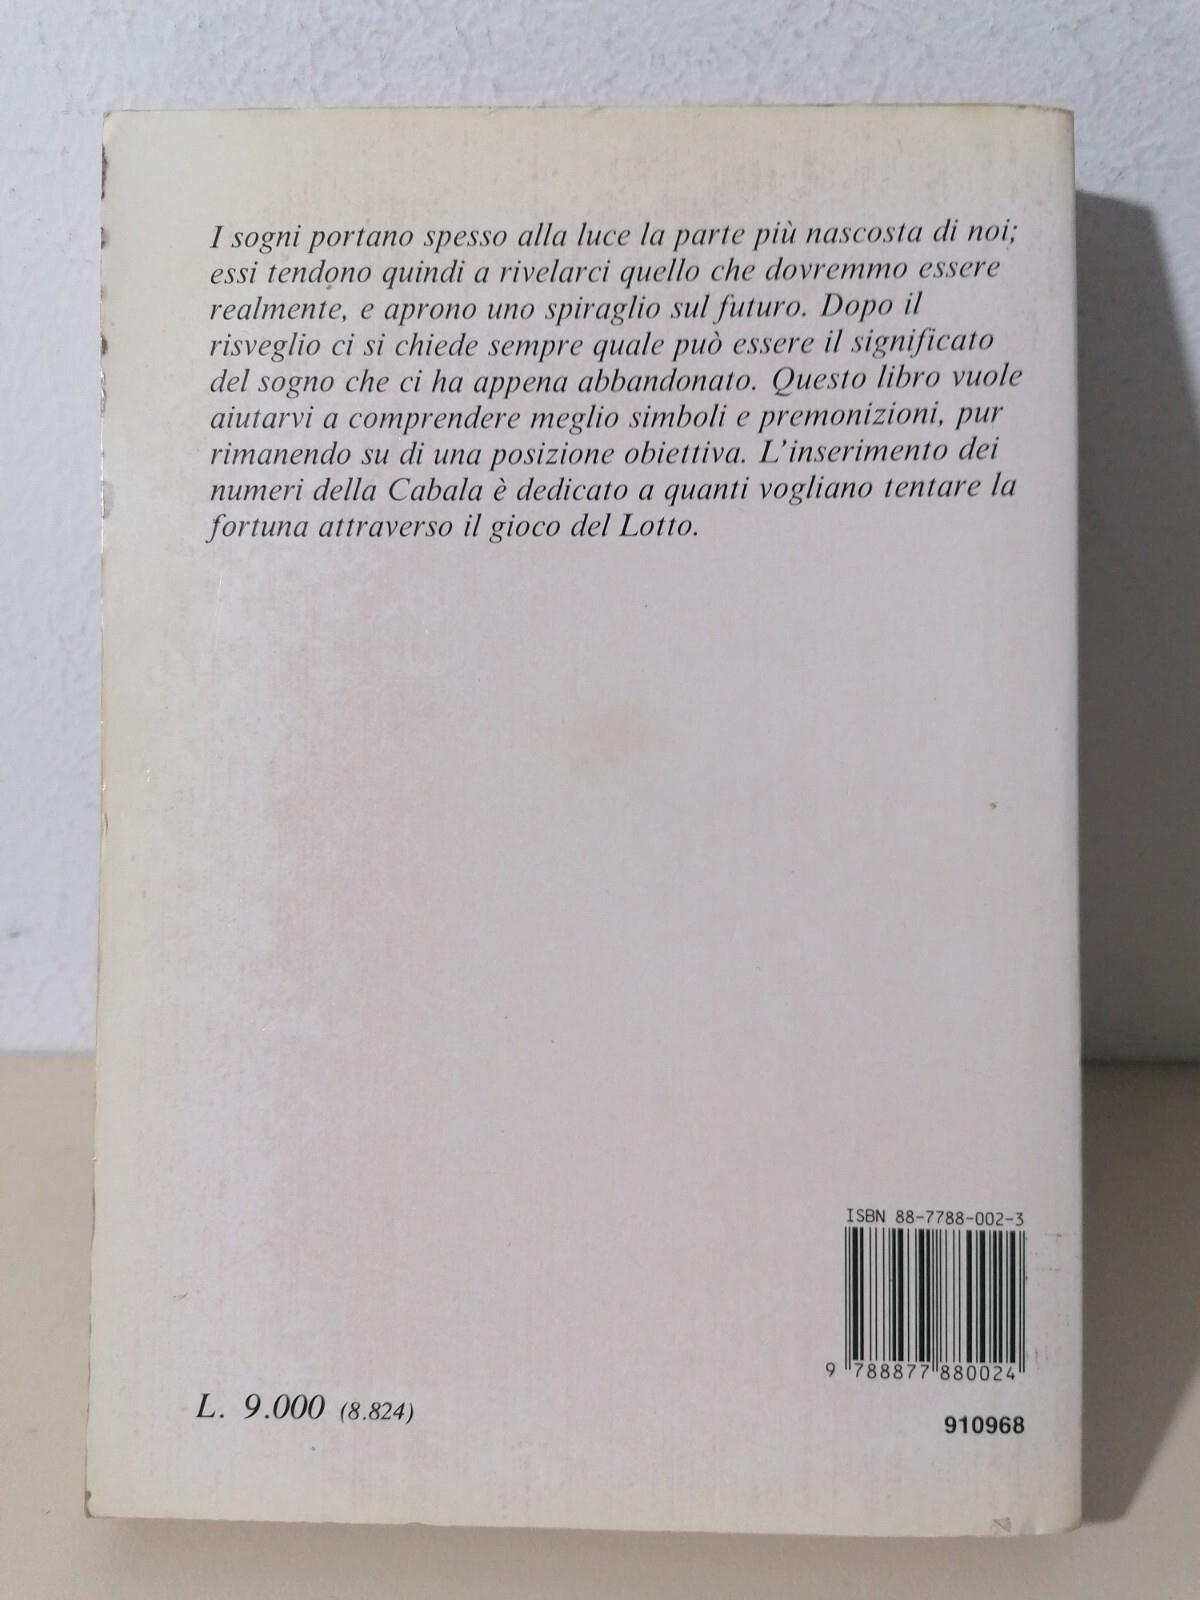 I sogni portano spesso alla luce la parte più nascosta di noi;
essi tendono quindi a rivelarci quello che dovremmo essere
realmente, e aprono uno spiraglio sul futuro. Dopo il
risveglio ci si chiede sempre quale può essere il significato
del sogno che ci ha appena abbandonato. Questo libro vuole
aiutarvi a comprendere meglio simboli e premonizioni, pur
rimanendo su di una posizione obiettiva. L'inserimento dei
numeri della Cabala è dedicato a quanti vogliano tentare la
fortuna attraverso il gioco del Lotto.
ISBN 88-7788-002-3
9 788877 880024
L. 9.000 (8.824)
910968